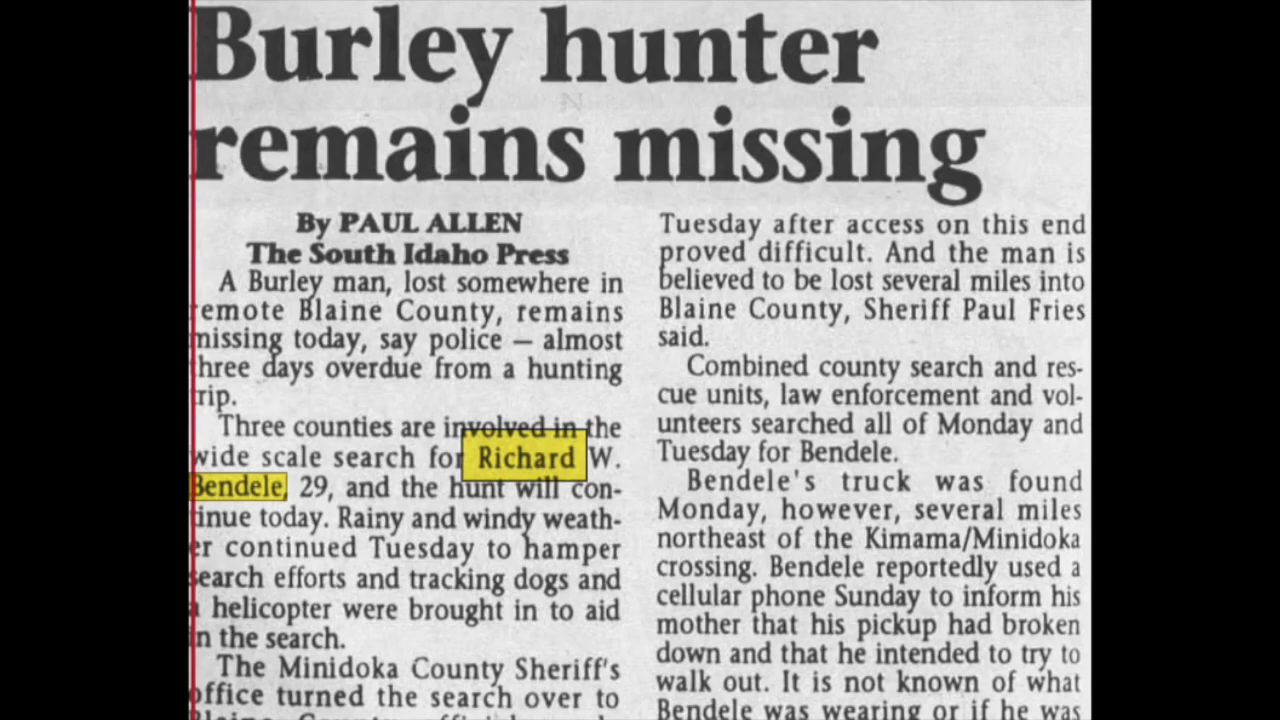 Burley hunter
remains missing
By PAUL ALLEN
The South Idaho Press
A Burley man, lost somewhere in
remote Blaine County, remains
missing today, say police — almost
three days overdue from a hunting
trip.
Three counties are involved in the
wide scale search for Richard W.
Bendele, 29, and the hunt will con-
tinue today. Rainy and windy weath-
er continued Tuesday to hamper
search efforts and tracking dogs and
a helicopter were brought in to aid
in the search.
The Minidoka County Sheriff's
office turned the search over to
Tuesday after access on this end
proved difficult. And the man is
believed to be lost several miles into
Blaine County, Sheriff Paul Fries
said.
Combined county search and res-
cue units, law enforcement and vol-
unteers searched all of Monday and
Tuesday for Bendele.
Bendele's truck was found
Monday, however, several miles
northeast of the Kimama/Minidoka
crossing. Bendele reportedly used a
cellular phone Sunday to inform his
mother that his pickup had broken
down and that he intended to try to
walk out. It is not known of what
Bendele was wearing or if he was